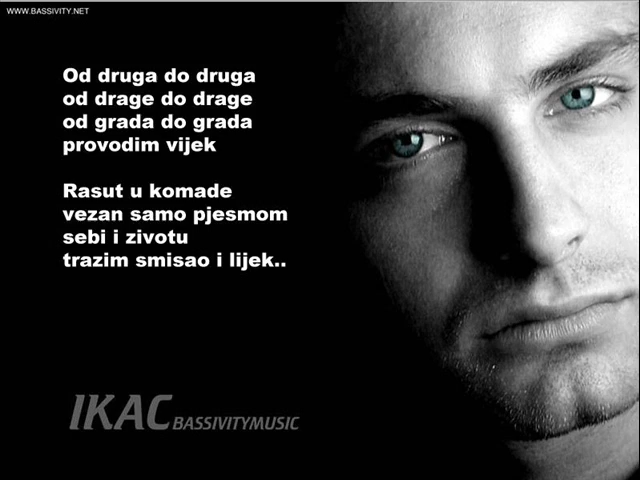 WWW.BASSIVITY.NET
Od druga do druga
od drage do drage
od grada do grada
provodim vijek
Rasut u komade
vezan samo pjesmom
sebi i zivotu
trazim smisao i lijek..
IKAC BASSIVITYMUSIC